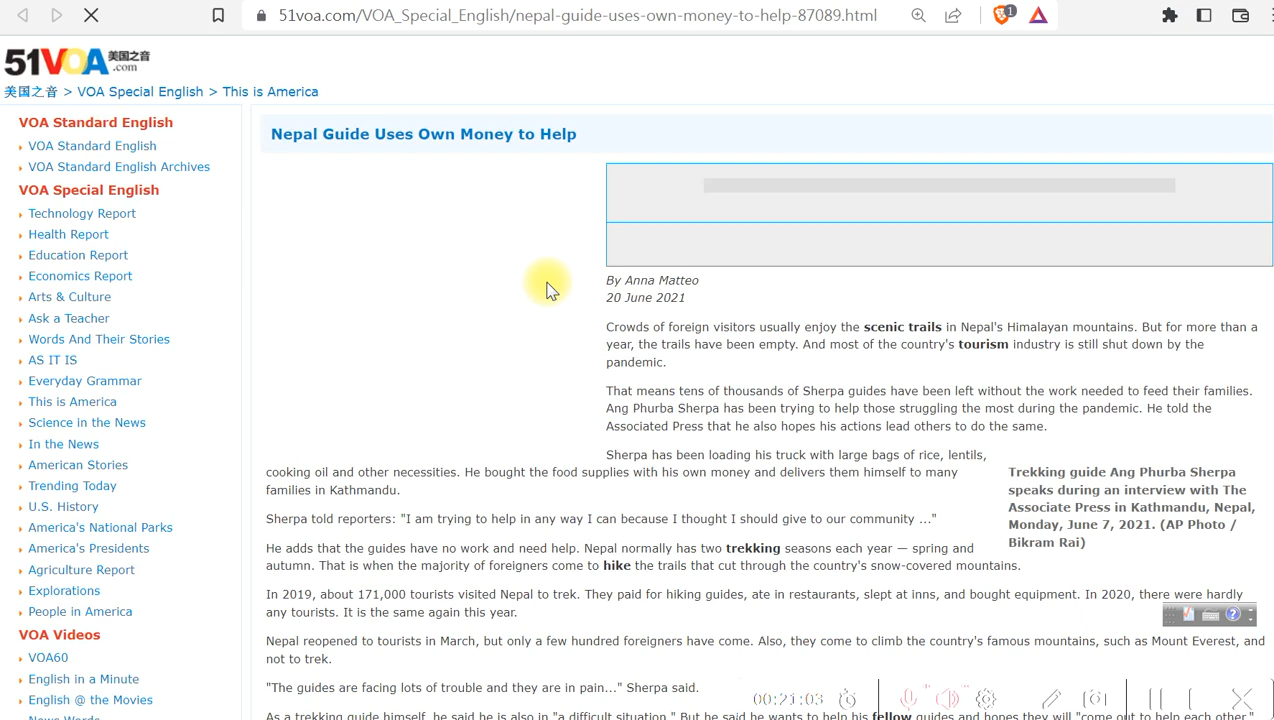 51voa.com/VOA_Special_English/nepal-guide-uses-own-money-to-help-87089.html
1
51VOA 美国之音
.com
美国之音 > VOA Special English > This is America
VOA Standard English
VOA Standard English
VOA Standard English Archives
VOA Special English
Technology Report
Health Report
Education Report
Economics Report
Arts & Culture
Ask a Teacher
Words And Their Stories
AS IT IS
Everyday Grammar
This is America
Science in the News
In the News
American Stories
Trending Today
U.S. History
America's National Parks
America's Presidents
Agriculture Report
Explorations
People in America
VOA Videos
VOA60
English in a Minute
English @ the Movies
News Words
Nepal Guide Uses Own Money to Help
By Anna Matteo
20 June 2021
Crowds of foreign visitors usually enjoy the scenic trails in Nepal's Himalayan mountains. But for more than a
year, the trails have been empty. And most of the country's tourism industry is still shut down by the
pandemic.
That means tens of thousands of Sherpa guides have been left without the work needed to feed their families.
Ang Phurba Sherpa has been trying to help those struggling the most during the pandemic. He told the
Associated Press that he also hopes his actions lead others to do the same.
Sherpa has been loading his truck with large bags of rice, lentils,
cooking oil and other necessities. He bought the food supplies with his own money and delivers them himself to many
families in Kathmandu.
Trekking guide Ang Phurba Sherpa
speaks during an interview with The
Associate Press in Kathmandu, Nepal,
Monday, June 7, 2021. (AP Photo /
Bikram Rai)
Sherpa told reporters: "I am trying to help in any way I can because I thought I should give to our community ..."
He adds that the guides have no work and need help. Nepal normally has two trekking seasons each year — spring and
autumn. That is when the majority of foreigners come to hike the trails that cut through the country's snow-covered mountains.
In 2019, about 171,000 tourists visited Nepal to trek. They paid for hiking guides, ate in restaurants, slept at inns, and bought equipment. In 2020, there were hardly
any tourists. It is the same again this year.
Nepal reopened to tourists in March, but only a few hundred foreigners have come. Also, they come to climb the country's famous mountains, such as Mount Everest, and
not to trek.
"The guides are facing lots of trouble and they are in pain..." Sherpa said.
As a trekking guide himself, he said he is also in "a difficult situation." But he said he wants to help his fellow guides and hopes they will "come out to help each other."
00:21:03